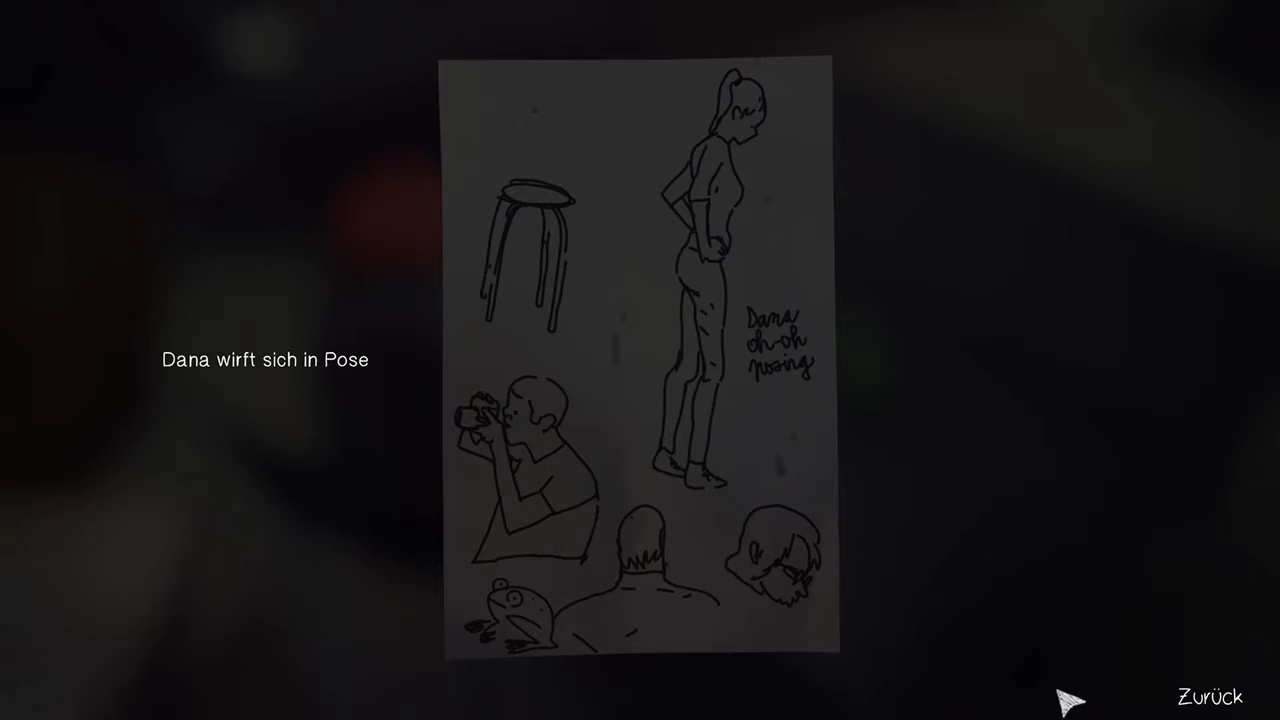 Dana
oh-oh
posing
Dana wirft sich in Pose
Zurück